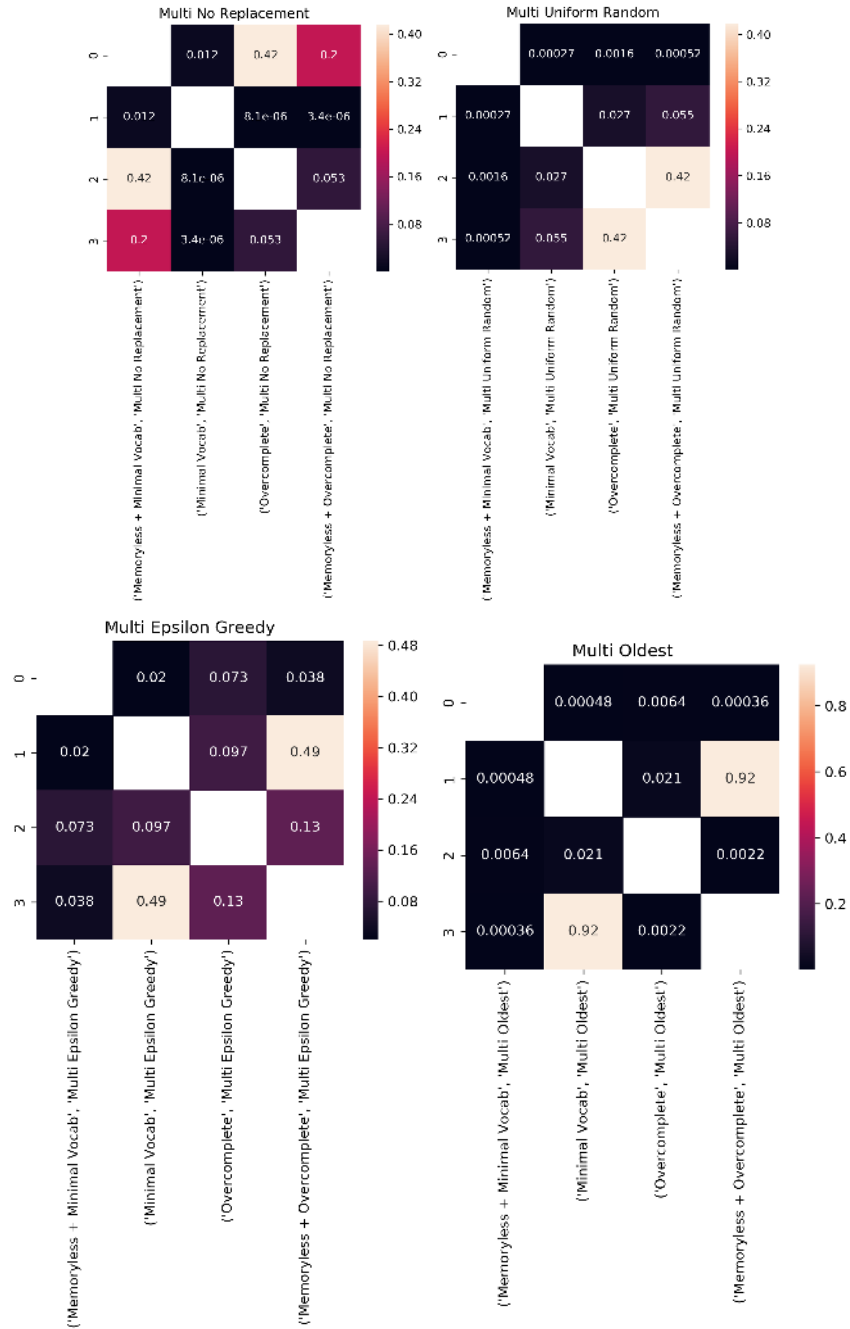 Multi No Replacement
0 0.012 0.42 0.2
1 0.012 8.1e-06 3.4e-06
2 0.42 8.1e-06 0.053
3 0.2 3.4e-06 0.053
0.40
0.32
0.24
0.16
0.08
('Memoryless + Minimal Vocab', 'Multi No Replacement')
('Minimal Vocab', 'Multi No Replacement')
('Overcomplete', 'Multi No Replacement')
('Memoryless + Overcomplete', 'Multi No Replacement')
Multi Uniform Random
0 0.00027 0.0016 0.00052
1 0.00027 0.027 0.055
2 0.0016 0.027 0.42
3 0.00052 0.055 0.42
0.40
0.32
0.24
0.16
0.08
('Memoryless + Minimal Vocab', 'Multi Uniform Random')
('Minimal Vocab', 'Multi Uniform Random')
('Overcomplete', 'Multi Uniform Random')
('Memoryless + Overcomplete', 'Multi Uniform Random')
Multi Epsilon Greedy
0 0.02 0.073 0.038
1 0.02 0.097 0.49
2 0.073 0.097 0.13
3 0.038 0.49 0.13
0.48
0.40
0.32
0.24
0.16
0.08
('Memoryless + Minimal Vocab', 'Multi Epsilon Greedy')
('Minimal Vocab', 'Multi Epsilon Greedy')
('Overcomplete', 'Multi Epsilon Greedy')
('Memoryless + Overcomplete', 'Multi Epsilon Greedy')
Multi Oldest
0 0.00048 0.0064 0.00036
1 0.00048 0.021 0.92
2 0.0064 0.021 0.0022
3 0.00036 0.92 0.0022
0.8
0.6
0.4
0.2
('Memoryless + Minimal Vocab', 'Multi Oldest')
('Minimal Vocab', 'Multi Oldest')
('Overcomplete', 'Multi Oldest')
('Memoryless + Overcomplete', 'Multi Oldest')